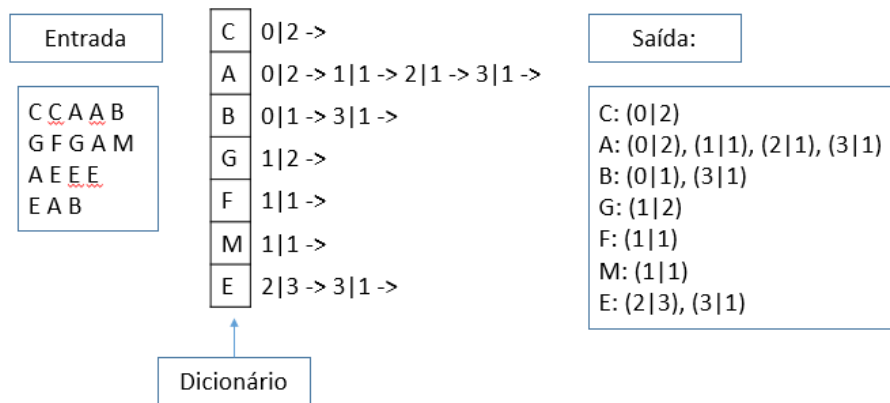 Entrada
C C A A B
G F G A M
A E E E
E A B
C 0|2 ->
A 0|2 -> 1|1 -> 2|1 -> 3|1 ->
B 0|1 -> 3|1 ->
G 1|2 ->
F 1|1 ->
M 1|1 ->
E 2|3 -> 3|1 ->
Dicionário
Saída:
C: (0|2)
A: (0|2), (1|1), (2|1), (3|1)
B: (0|1), (3|1)
G: (1|2)
F: (1|1)
M: (1|1)
E: (2|3), (3|1)